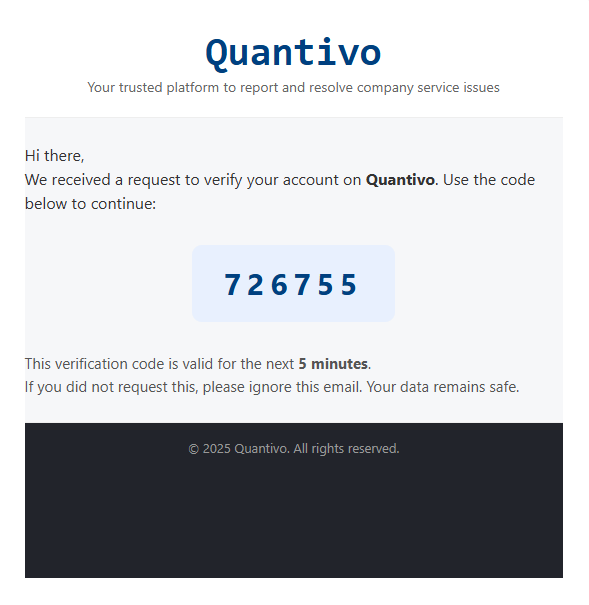 Quantivo
Your trusted platform to report and resolve company service issues
Hi there,
We received a request to verify your account on Quantivo. Use the code
below to continue:
726755
This verification code is valid for the next 5 minutes.
If you did not request this, please ignore this email. Your data remains safe.
© 2025 Quantivo. All rights reserved.